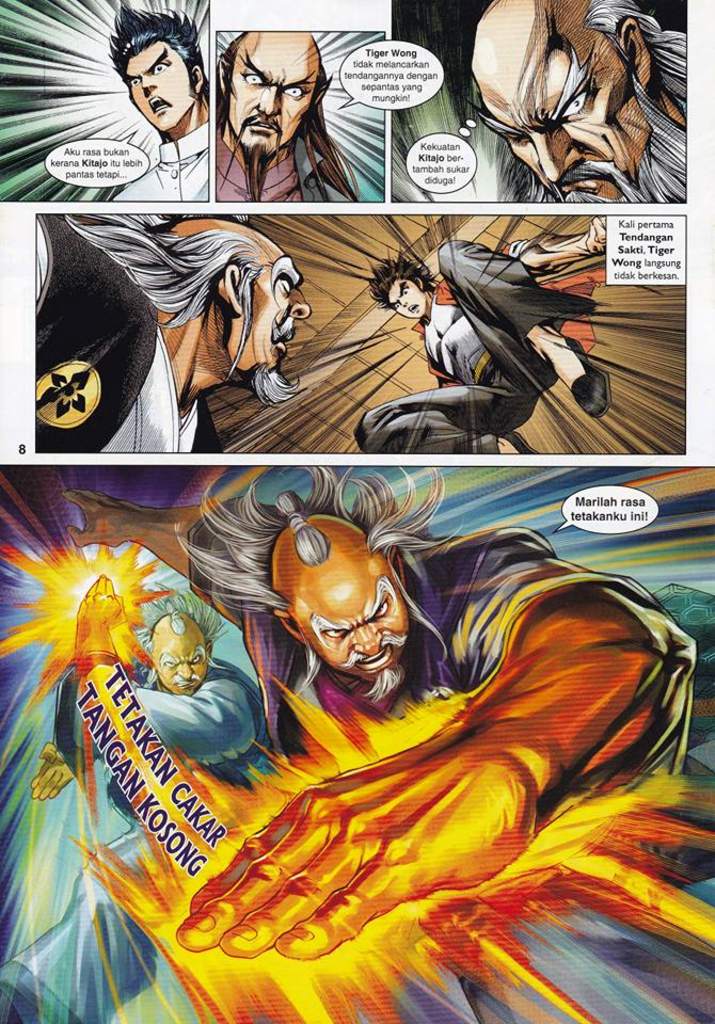 Aku rasa bukan
kerana Kitajo itu lebih
pantas tetapi...
Tiger Wong
tidak melancarkan
tendangannya dengan
sepantas yang
mungkin!
Kekuatan
Kitajo ber-
tambah sukar
diduga!
Kali pertama
Tendangan
Sakti, Tiger
Wong langsung
tidak berkesan.
8
Marilah rasa
tetakanku ini!
TETAKAN CAKAR
TANGAN KOSONG